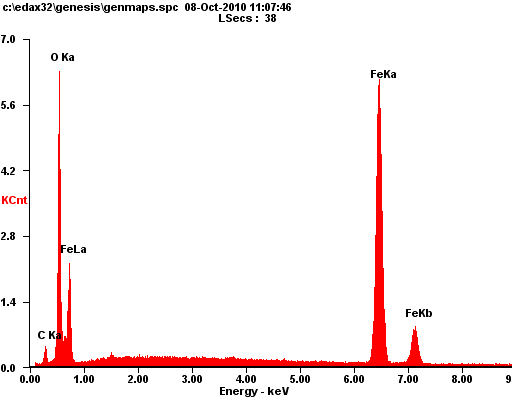 c:\edax32\genesis\genmaps.spc 08-Oct-2010 11:07:46
LSecs : 38
7.0
O Ka
FeKa
5.6
4.2
KCnt
2.8
FeLa
1.4
FeKb
C Ka
0.0
0.00 1.00 2.00 3.00 4.00 5.00 6.00 7.00 8.00 9
Energy - keV